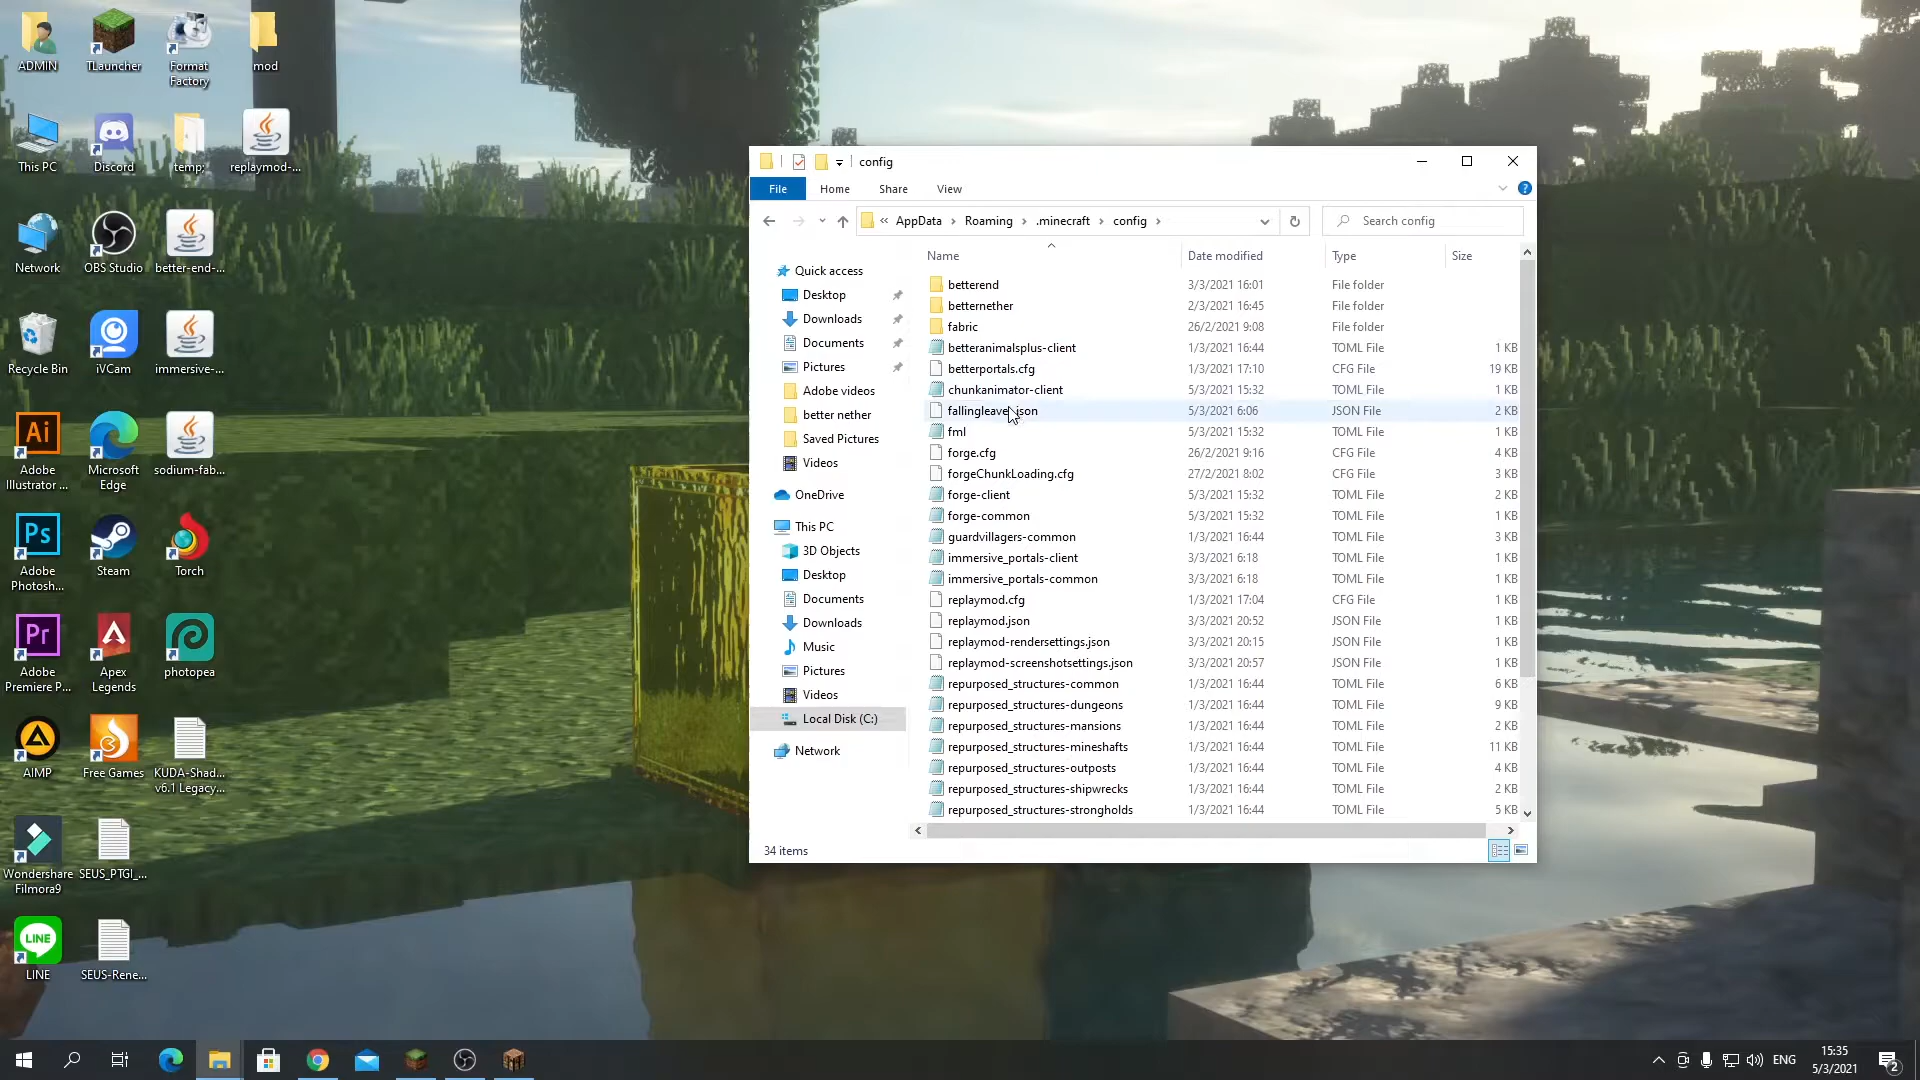 ADMIN
TLauncher
Format
Factory
mod
This PC
Discord
temp;
replaymod-...
Network
OBS Studio
better-end-...
Recycle Bin
iVCam
immersive-...
Adobe
Illustrator ...
Microsoft
Edge
sodium-fab...
Adobe
Photosh...
Steam
Torch
Adobe
Premiere P...
Apex
Legends
photopea
AIMP
Free Games
KUDA-Shad...
v6.1 Legacy...
Wondershare
Filmora9
SEUS_PTGI_...
LINE
SEUS-Rene...
config
File
Home
Share
View
« AppData › Roaming › .minecraft › config ›
Search config
Quick access
Desktop
Downloads
Documents
Pictures
Adobe videos
better nether
Saved Pictures
Videos
OneDrive
This PC
3D Objects
Desktop
Documents
Downloads
Music
Pictures
Videos
Local Disk (C:)
Network
Name Date modified Type Size
betterend 3/3/2021 16:01 File folder
betternether 2/3/2021 16:45 File folder
fabric 26/2/2021 9:08 File folder
betteranimalsplus-client 1/3/2021 16:44 TOML File 1 KB
betterportals.cfg 1/3/2021 17:10 CFG File 19 KB
chunkanimator-client 5/3/2021 15:32 TOML File 1 KB
5/3/2021 6:06 JSON File 2 KB
fml 5/3/2021 15:32 TOML File 1 KB
forge.cfg 26/2/2021 9:16 CFG File 4 KB
forgeChunkLoading.cfg 27/2/2021 8:02 CFG File 3 KB
forge-client 5/3/2021 15:32 TOML File 2 KB
forge-common 5/3/2021 15:32 TOML File 1 KB
guardvillagers-common 1/3/2021 16:44 TOML File 3 KB
immersive_portals-client 3/3/2021 6:18 TOML File 1 KB
immersive_portals-common 3/3/2021 6:18 TOML File 1 KB
replaymod.cfg 1/3/2021 17:04 CFG File 1 KB
replaymod.json 3/3/2021 20:52 JSON File 1 KB
replaymod-rendersettings.json 3/3/2021 20:15 JSON File 1 KB
replaymod-screenshotsettings.json 3/3/2021 20:57 JSON File 1 KB
repurposed_structures-common 1/3/2021 16:44 TOML File 6 KB
repurposed_structures-dungeons 1/3/2021 16:44 TOML File 9 KB
repurposed_structures-mansions 1/3/2021 16:44 TOML File 2 KB
repurposed_structures-mineshafts 1/3/2021 16:44 TOML File 11 KB
repurposed_structures-outposts 1/3/2021 16:44 TOML File 4 KB
repurposed_structures-shipwrecks 1/3/2021 16:44 TOML File 2 KB
repurposed_structures-strongholds 1/3/2021 16:44 TOML File 5 KB
34 items
ENG
15:35
5/3/2021
2
Ai
Ps
Pr
LINE